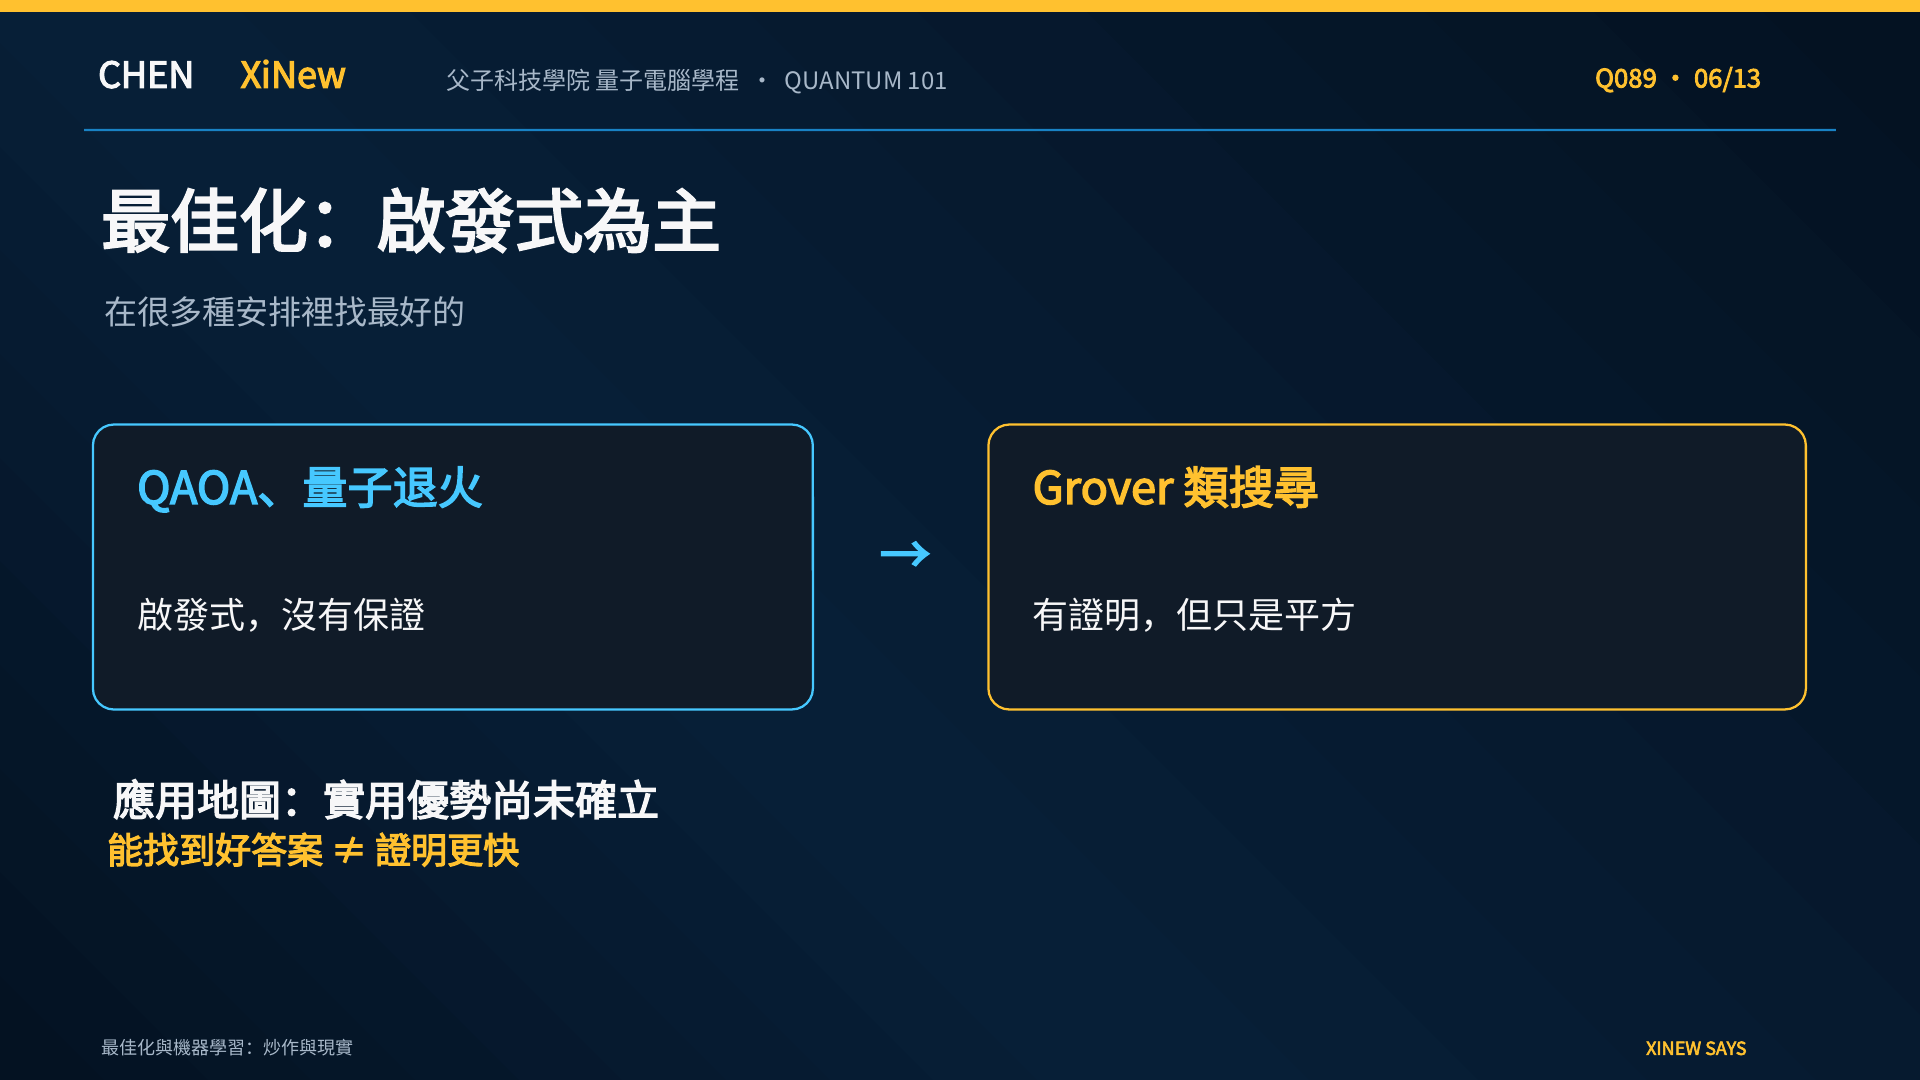 CHEN XiNew 父子科技學院 量子電腦學程 • QUANTUM 101 Q089 • 06/13
最佳化：啟發式為主
在很多種安排裡找最好的
QAOA、量子退火
啟發式，沒有保證
→
Grover 類搜尋
有證明，但只是平方
應用地圖：實用優勢尚未確立
能找到好答案 ≠ 證明更快
最佳化與機器學習：炒作與現實
XINEW SAYS